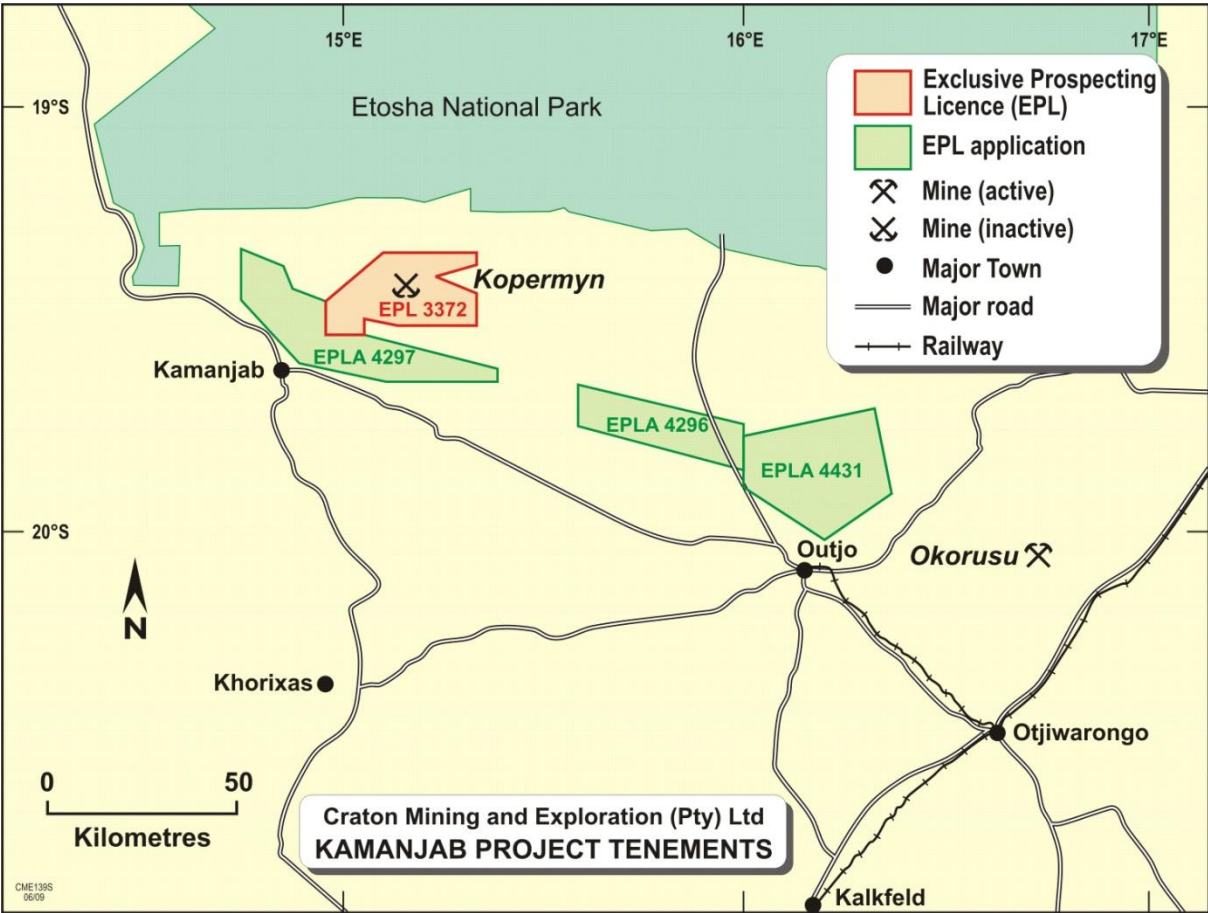 15°E
16°E
17°E
19°S
Etosha National Park
Exclusive Prospecting
Licence (EPL)
EPL application
Mine (active)
Mine (inactive)
Major Town
Major road
Railway
Kopermyn
EPL 3372
EPLA 4297
Kamanjab
EPLA 4296
EPLA 4431
20°S
Outjo
Okorusu
N
Khorixas
Otjiwarongo
0 50
Kilometres
Craton Mining and Exploration (Pty) Ltd
KAMANJAB PROJECT TENEMENTS
CME139S
06/09
Kalkfeld